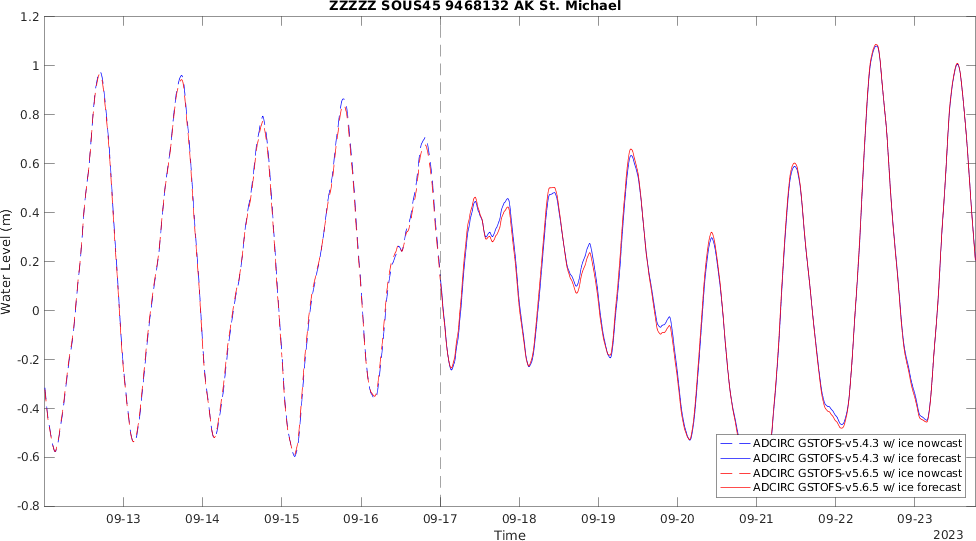 ZZZZZ SOUS45 9468132 AK St. Michael
1.2
1
0.8
0.6
0.4
0.2
0
-0.2
-0.4
-0.6
-0.8
Water Level (m)
09-13 09-14 09-15 09-16 09-17 09-18 09-19 09-20 09-21 09-22 09-23
Time
2023
ADCIRC GSTOFS-v5.4.3 w/ ice nowcast
ADCIRC GSTOFS-v5.4.3 w/ ice forecast
ADCIRC GSTOFS-v5.6.5 w/ ice nowcast
ADCIRC GSTOFS-v5.6.5 w/ ice forecast